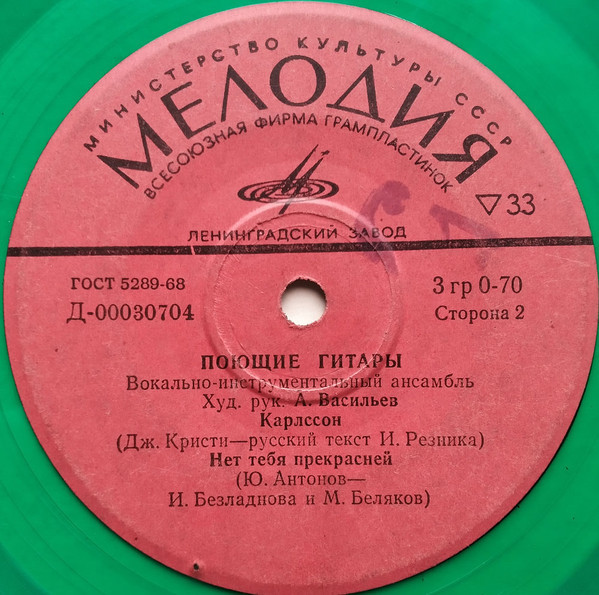 МИНИСТЕРСТВО КУЛЬТУРЫ СССР
МЕЛОДИЯ
ВСЕСОЮЗНАЯ ФИРМА ГРАМПЛАСТИНОК
33
ЛЕНИНГРАДСКИЙ ЗАВОД
ГОСТ 5289-68
3 гр 0-70
Д-00030704
Сторона 2
ПОЮЩИЕ ГИТАРЫ
Вокально-инструментальный ансамбль
Худ. рук. А. Васильев
Карлссон
(Дж. Кристи—русский текст И. Резника)
Нет тебя прекрасней
(Ю. Антонов—
И. Безладнова и М. Беляков)